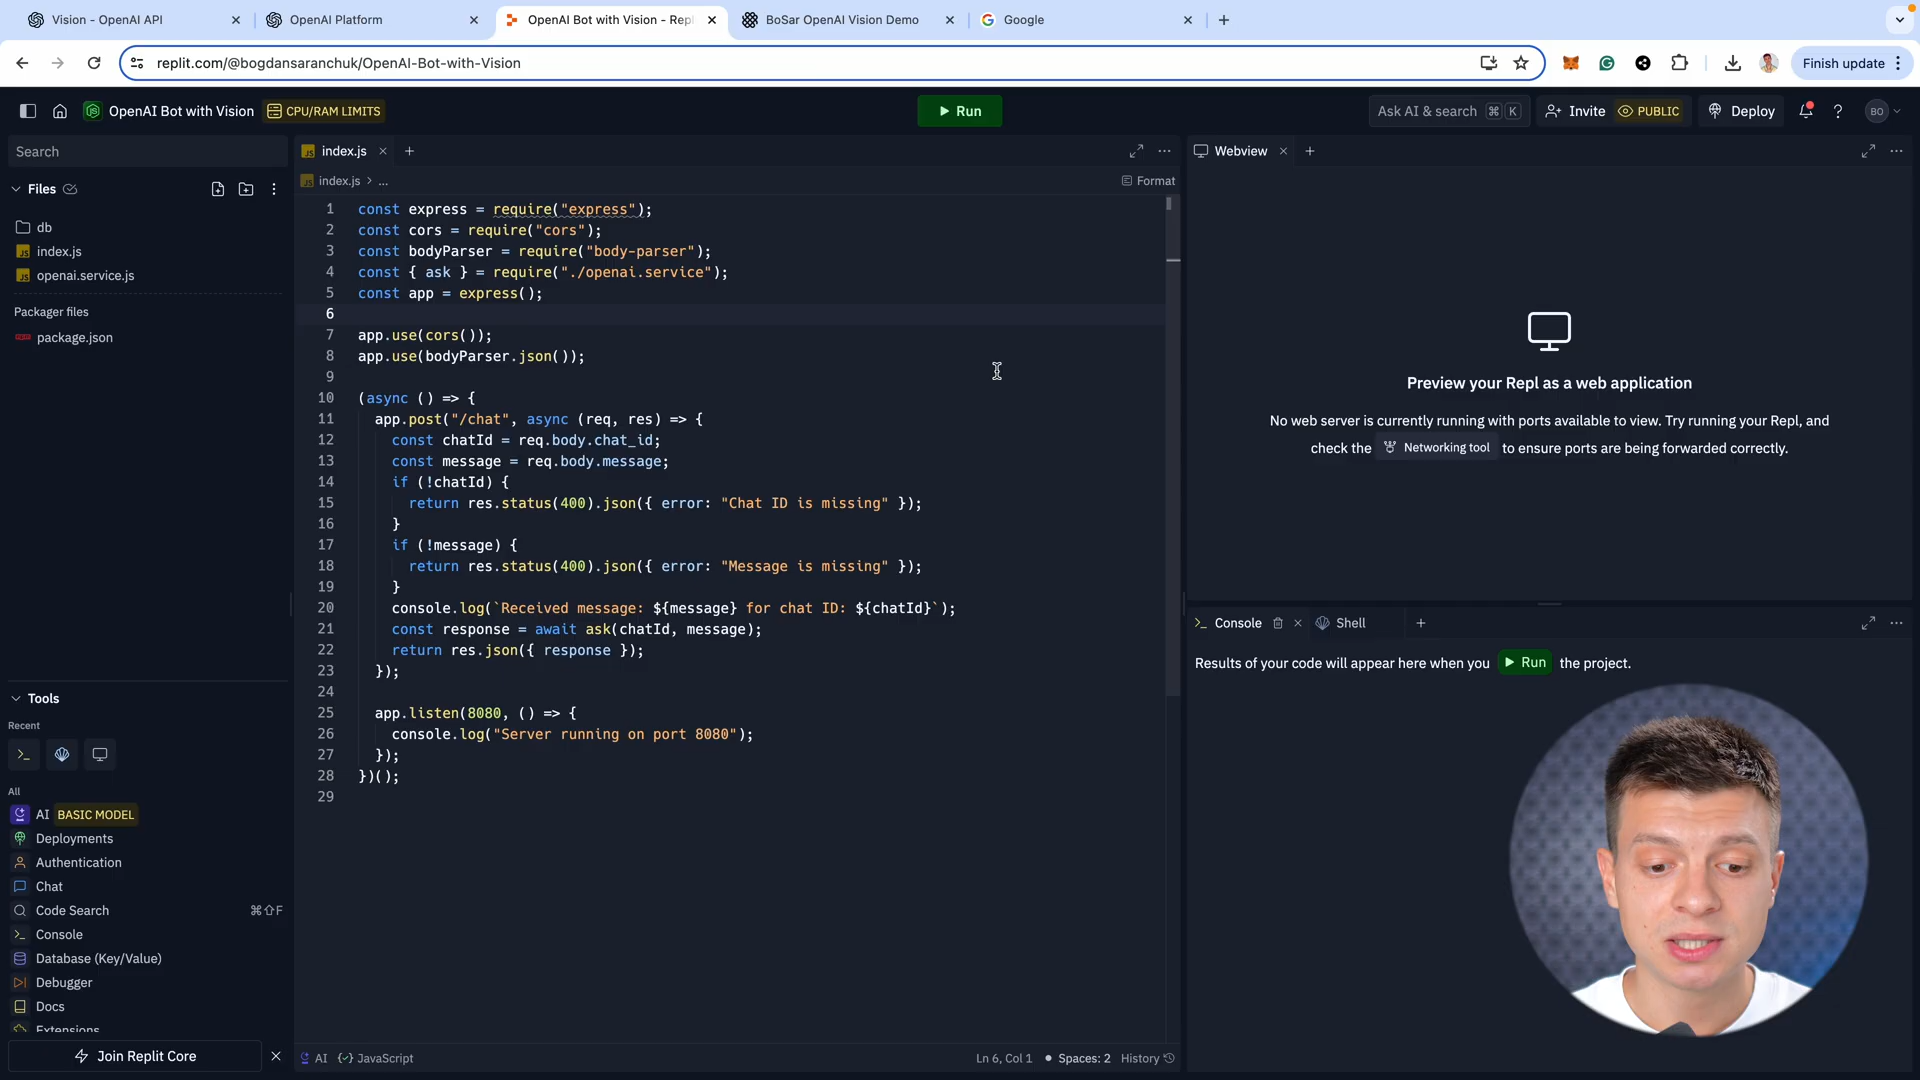 Vision - OpenAI API
OpenAI Platform
OpenAI Bot with Vision - Repl
BoSar OpenAI Vision Demo
Google
replit.com/@bogdansaranchuk/OpenAI-Bot-with-Vision
Finish update
OpenAI Bot with Vision
CPU/RAM LIMITS
Run
Ask AI & search ⌘ K
Invite
PUBLIC
Deploy
?
BO
Search
Files
db
index.js
openai.service.js
Packager files
package.json
Tools
Recent
All
AI BASIC MODEL
Deployments
Authentication
Chat
Code Search ⌘⇧F
Console
Database (Key/Value)
Debugger
Docs
Extensions
Join Replit Core
index.js
index.js > ...
Format
1 const express = require("express");
2 const cors = require("cors");
3 const bodyParser = require("body-parser");
4 const { ask } = require("./openai.service");
5 const app = express();
6
7 app.use(cors());
8 app.use(bodyParser.json());
9
10 (async () => {
11 app.post("/chat", async (req, res) => {
12 const chatId = req.body.chat_id;
13 const message = req.body.message;
14 if (!chatId) {
15 return res.status(400).json({ error: "Chat ID is missing" });
16 }
17 if (!message) {
18 return res.status(400).json({ error: "Message is missing" });
19 }
20 console.log(`Received message: ${message} for chat ID: ${chatId}`);
21 const response = await ask(chatId, message);
22 return res.json({ response });
23 });
24
25 app.listen(8080, () => {
26 console.log("Server running on port 8080");
27 });
28 })();
29
AI
JavaScript
Ln 6, Col 1
Spaces: 2
History
Webview
Preview your Repl as a web application
No web server is currently running with ports available to view. Try running your Repl, and
check the Networking tool to ensure ports are being forwarded correctly.
Console
Shell
Results of your code will appear here when you Run the project.